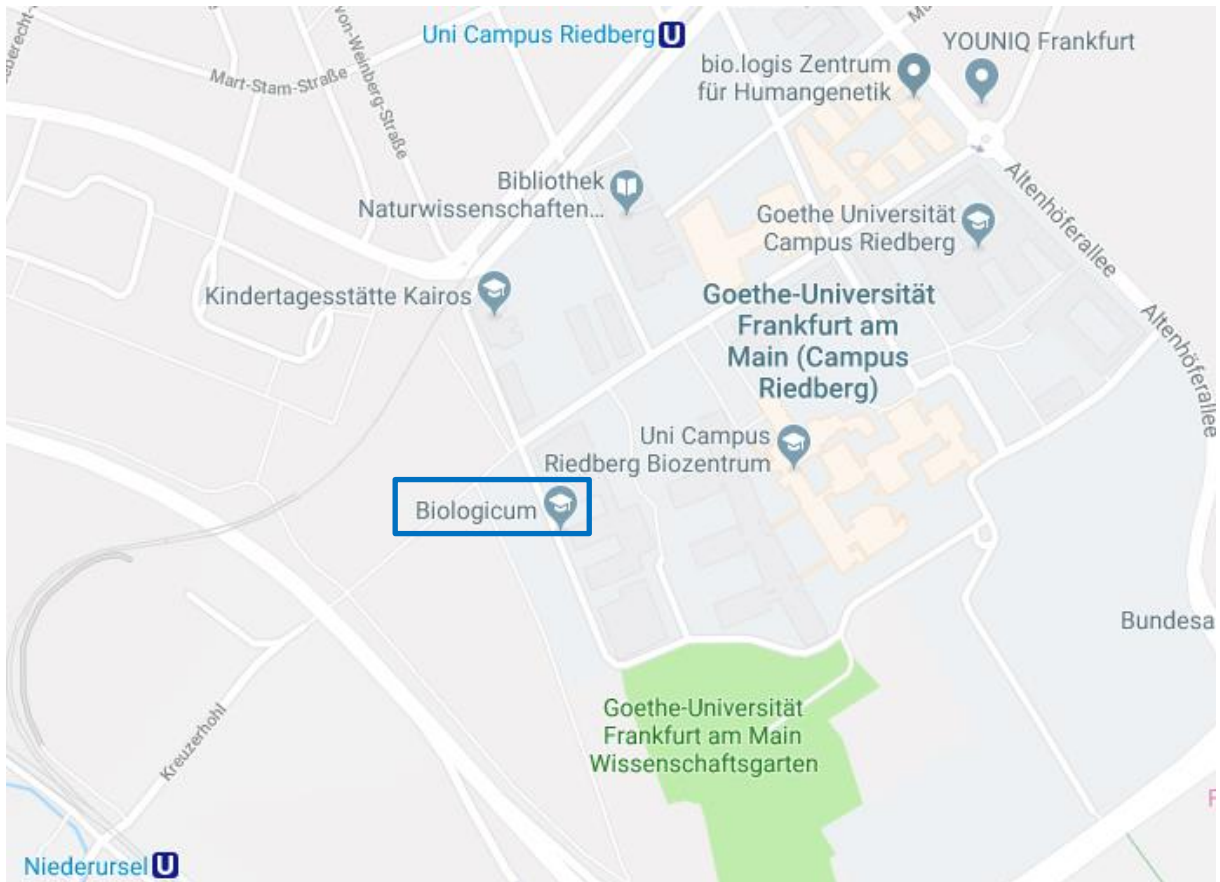 Uni Campus Riedberg U
YOUNIQ Frankfurt
bio.logis Zentrum
für Humangenetik
Mart-Stam-Straße
von-Weinberg-Straße
Bibliothek
Naturwissenschaften...
Goethe Universität
Campus Riedberg
Altenhöferallee
Altenhöferallee
Kindertagesstätte Kairos
Goethe-Universität
Frankfurt am
Main (Campus
Riedberg)
Uni Campus
Riedberg Biozentrum
Biologicum
Bundesa
Goethe-Universität
Frankfurt am Main
Wissenschaftsgarten
Kreuzerhohl
Niederursel U